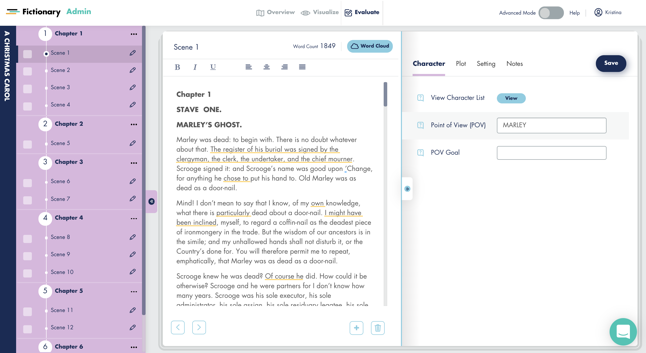 Fictionary Admin
Overview
Visualize
Evaluate
Advanced Mode
Help
Kristina
A CHRISTMAS CAROL
1 Chapter 1
Scene 1
Scene 2
Scene 3
Scene 4
2 Chapter 2
Scene 5
3 Chapter 3
Scene 6
Scene 7
4 Chapter 4
Scene 8
Scene 9
Scene 10
5 Chapter 5
Scene 11
Scene 12
6 Chapter 6
Scene 1
Word Count 1849
Word Cloud
B I U
Chapter 1
STAVE ONE.
MARLEY'S GHOST.
Marley was dead: to begin with. There is no doubt whatever
about that. The register of his burial was signed by the
clergyman, the clerk, the undertaker, and the chief mourner.
Scrooge signed it: and Scrooge's name was good upon 'Change,
for anything he chose to put his hand to. Old Marley was as
dead as a door-nail.
Mind! I don't mean to say that I know, of my own knowledge,
what there is particularly dead about a door-nail. I might have
been inclined, myself, to regard a coffin-nail as the deadest piece
of ironmongery in the trade. But the wisdom of our ancestors is in
the simile; and my unhallowed hands shall not disturb it, or the
Country's done for. You will therefore permit me to repeat,
emphatically, that Marley was as dead as a door-nail.
Scrooge knew he was dead? Of course he did. How could it be
otherwise? Scrooge and he were partners for I don't know how
many years. Scrooge was his sole executor, his sole
administrator, his sole assign, his sole residuary legatee, his sole
Character
Plot
Setting
Notes
Save
View Character List
View
Point of View (POV)
MARLEY
POV Goal